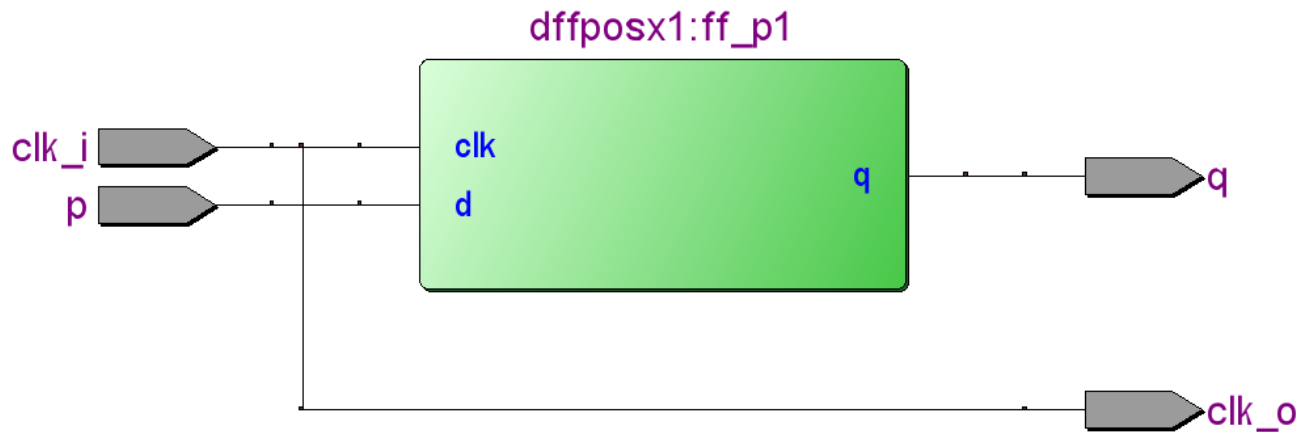 dffposx1:ff_p1
clk_i
clk
p
d
q
q
clk_o